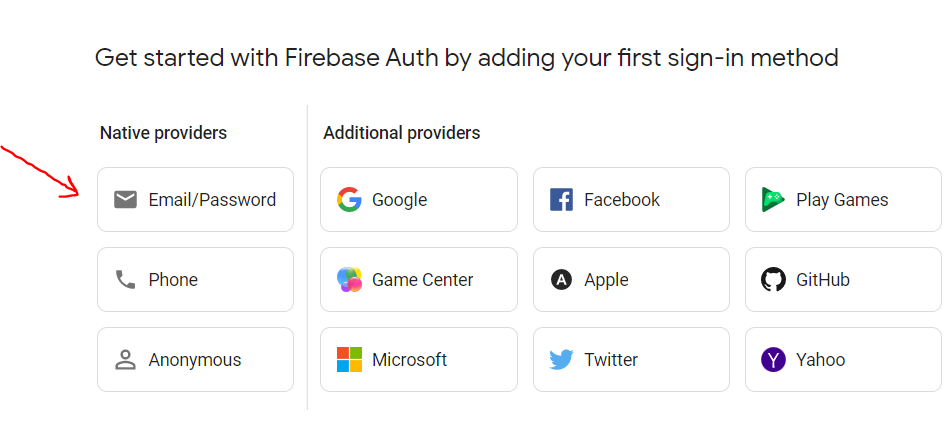 Get started with Firebase Auth by adding your first sign-in method
Native providers
Additional providers
Email/Password
Google
Facebook
Play Games
Phone
Game Center
Apple
GitHub
Anonymous
Microsoft
Twitter
Yahoo